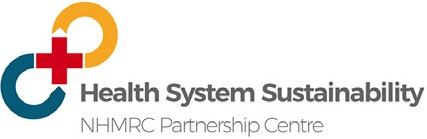 Health System Sustainability
NHMRC Partnership Centre